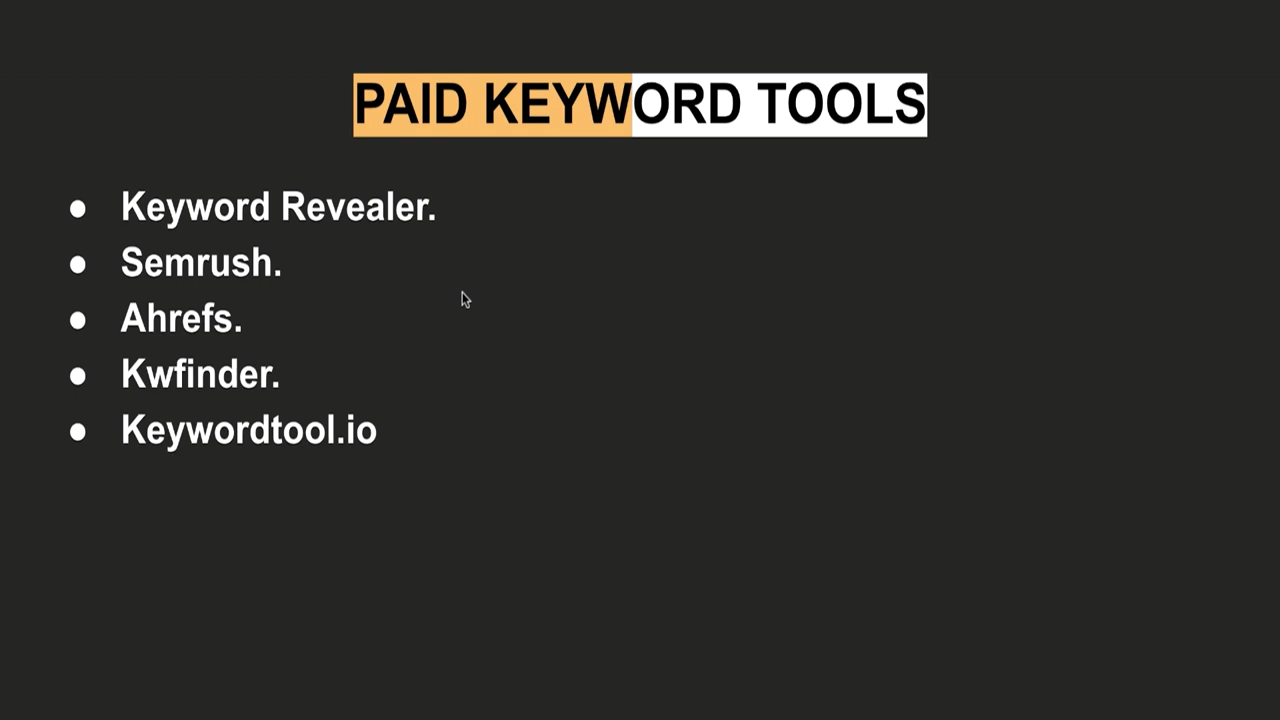 PAID KEYWORD TOOLS
● Keyword Revealer.
● Semrush.
● Ahrefs.
● Kwfinder.
● Keywordtool.io